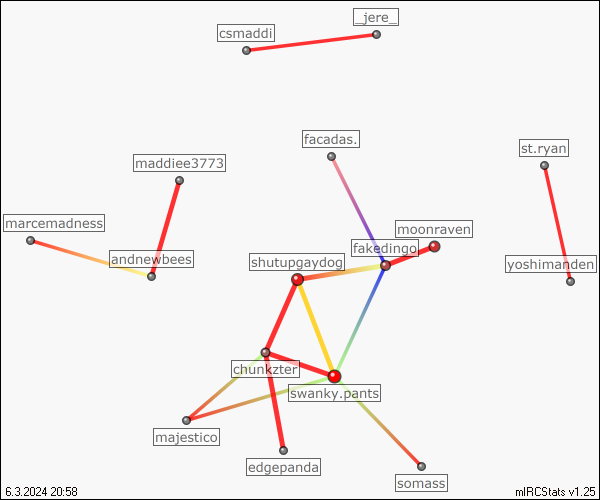 _jere_
csmaddi
facadas.
st.ryan
maddiee3773
marcemadness
moonraven
fakedingo
andnewbees
shutupgaydog
yoshimanden
chunkzter
swanky.pants
majestico
edgepanda
somass
6.3.2024 20:58
mIRCStats v1.25